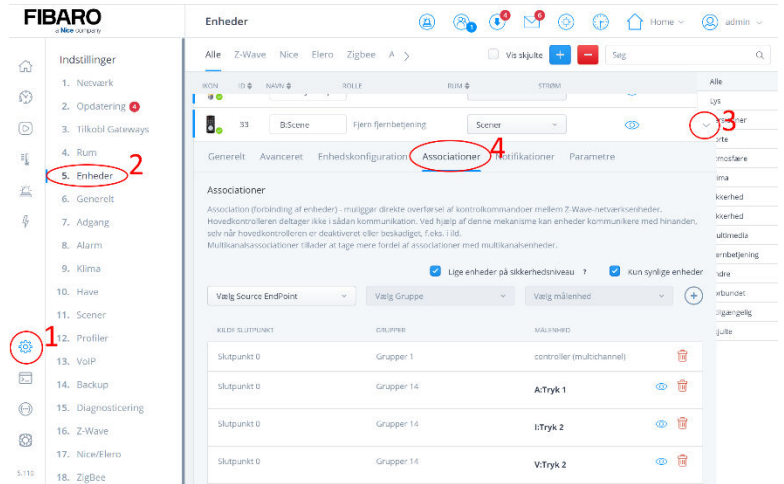 FIBARO
a Nice company
Enheder
4
1
9
Home
admin
Indstillinger
1. Netværk
2. Opdatering 4
3. Tilkobl Gateways
4. Rum
5. Enheder
6. Generelt
7. Adgang
8. Alarm
9. Klima
10. Have
11. Scener
12. Profiler
13. VoIP
14. Backup
15. Diagnosticering
16. Z-Wave
17. Nice/Elero
18. ZigBee
5.110
1
2
3
4
Alle Z-Wave Nice Elero Zigbee A
Vis skjulte
Søg
IKON ID NAVN ROLLE RUM STRØM
33 B:Scene Fjern fjernbetjening Scener
Generelt Avanceret Enhedskonfiguration Associationer Notifikationer Parametre
Associationer
Association (forbinding af enheder) - muliggør direkte overførsel af kontrolkommandoer mellem Z-Wave-netværksenheder.
Hovedkontrolleren deltager ikke i sådan kommunikation. Ved hjælp af denne mekanisme kan enheder kommunikere med hinanden,
selv når hovedkontrolleren er deaktiveret eller beskadiget, f.eks. i ild.
Multikanalsassociationer tillader at tage mere fordel af associationer med multikanalsenheder.
Lige enheder på sikkerhedsniveau ? Kun synlige enheder
Vælg Source EndPoint Vælg Gruppe Vælg målenhed
KILDE SLUTPUNKT GRUPPER MÅLENHED
Slutpunkt 0 Grupper 1 controller (multichannel)
Slutpunkt 0 Grupper 14 A:Tryk 1
Slutpunkt 0 Grupper 14 I:Tryk 2
Slutpunkt 0 Grupper 14 V:Tryk 2
Alle
Lys